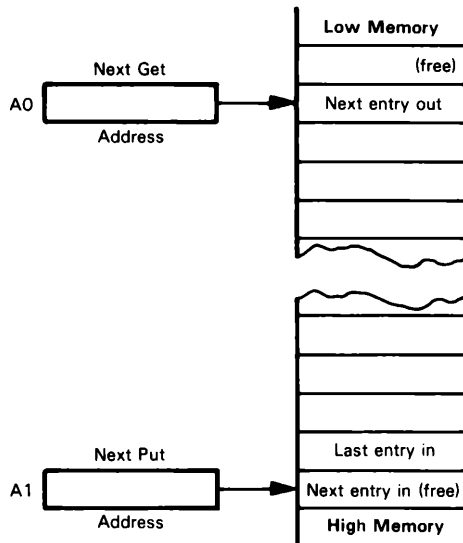 Low Memory
(free)
Next Get
A0
Next entry out
Address
Last entry in
Next Put
A1
Next entry in (free)
Address
High Memory